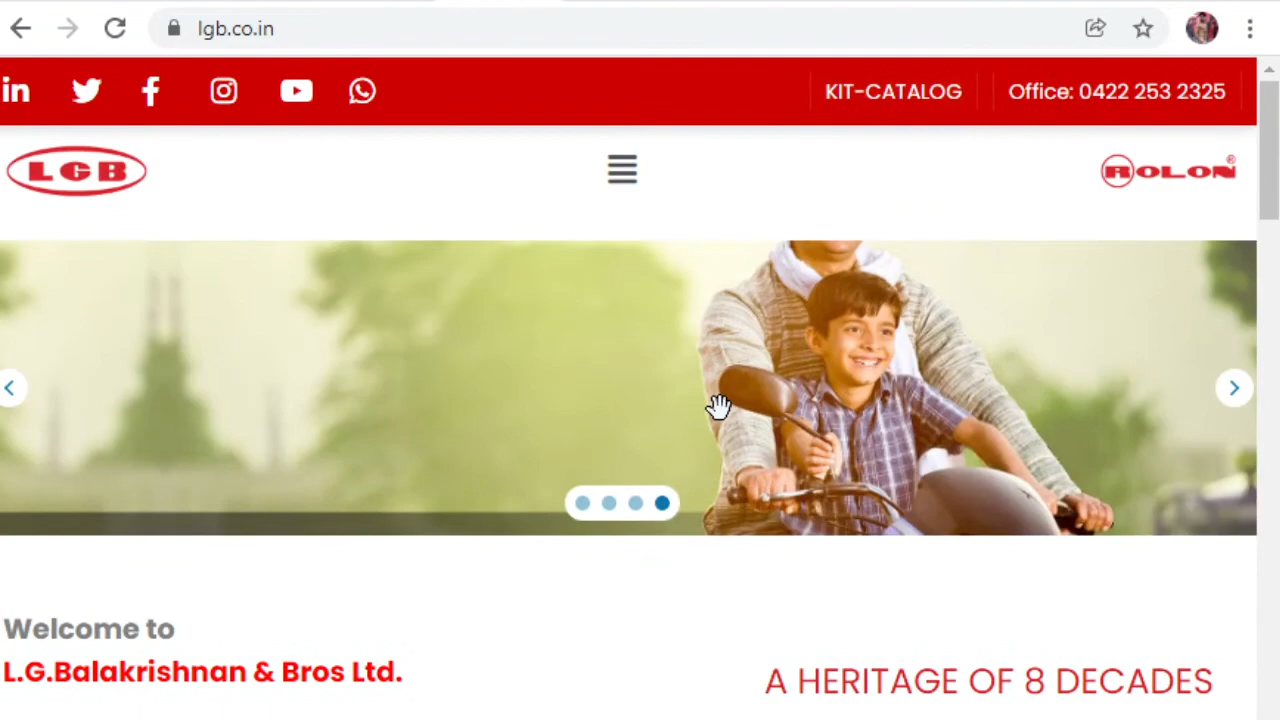 lgb.co.in
KIT-CATALOG
Office: 0422 253 2325
LGB
ROLON®
Welcome to
L.G.Balakrishnan & Bros Ltd.
A HERITAGE OF 8 DECADES